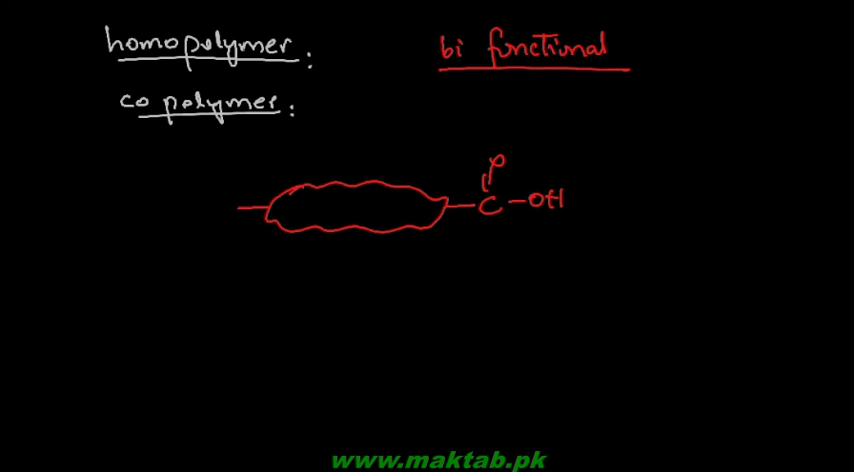 homopolymer:
bi functional
co polymer:
O
C-OH
www.maktab.pk